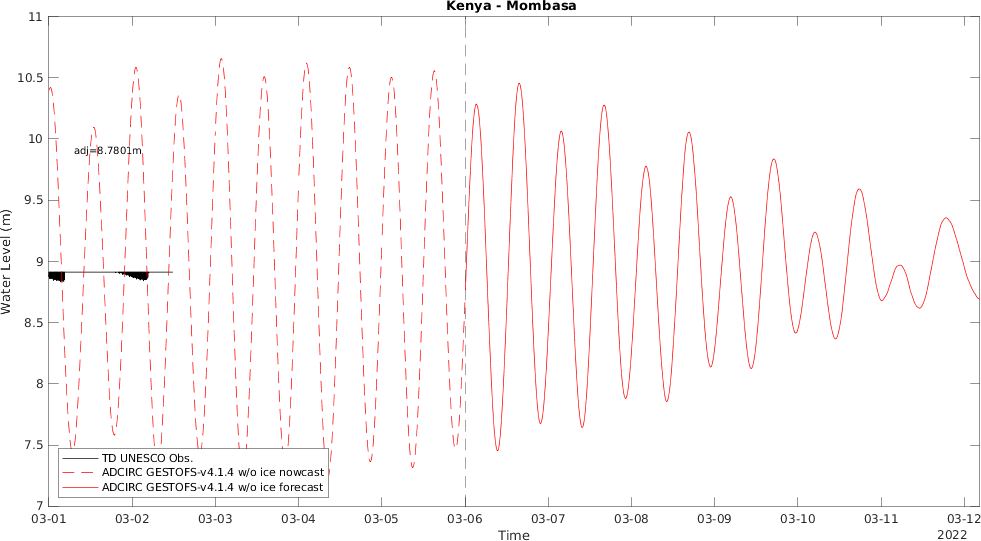 Kenya - Mombasa
11
10.5
10
9.5
9
8.5
8
7.5
7
Water Level (m)
adj=8.7801m
TD UNESCO Obs.
ADCIRC GESTOFS-v4.1.4 w/o ice nowcast
ADCIRC GESTOFS-v4.1.4 w/o ice forecast
03-01 03-02 03-03 03-04 03-05 03-06 03-07 03-08 03-09 03-10 03-11 03-12
Time
2022